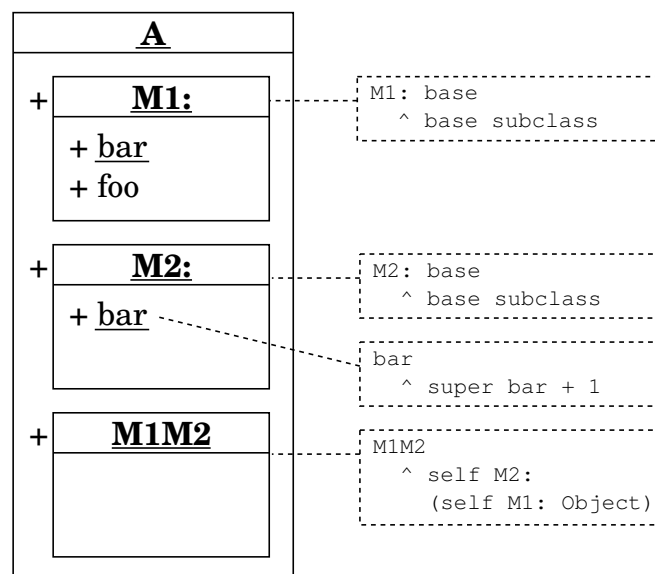 A
+ M1:
+ bar
+ foo
M1: base
^ base subclass
+ M2:
+ bar
M2: base
^ base subclass
bar
^ super bar + 1
+ M1M2
M1M2
^ self M2:
(self M1: Object)